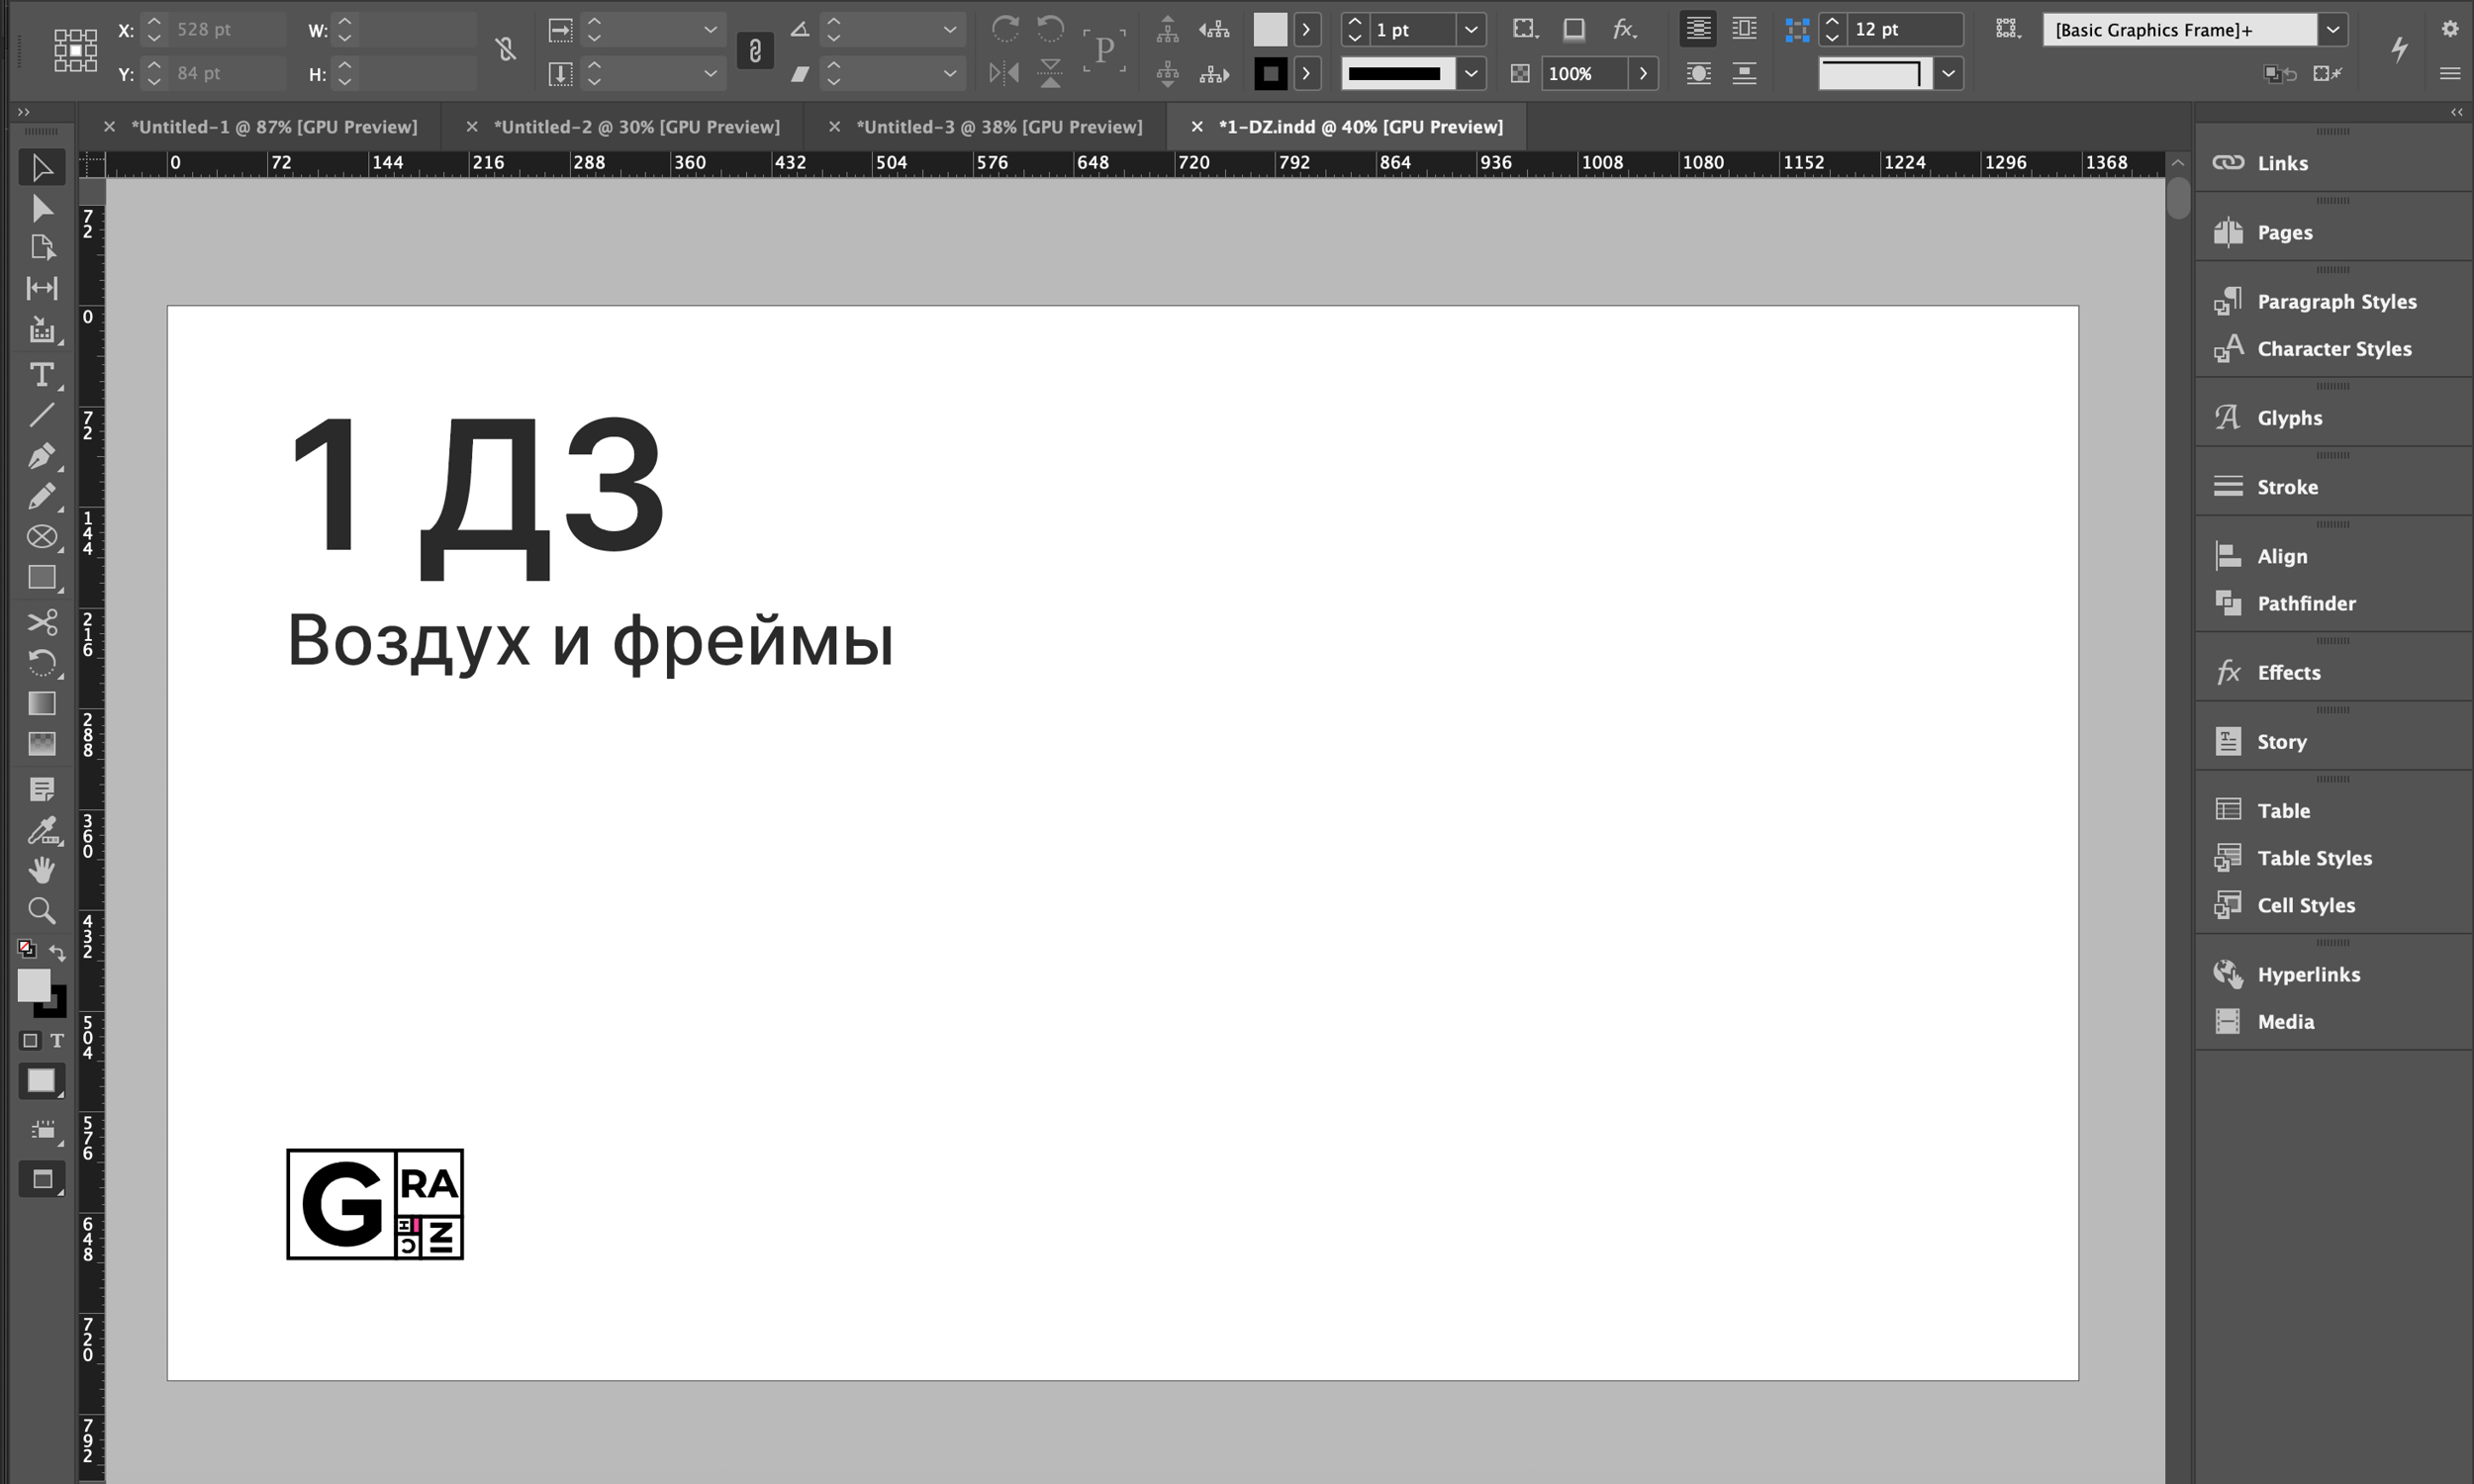 X: 528 pt W: 1 pt 12 pt [Basic Graphics Frame]+
Y: 84 pt H: 100%
*Untitled-1 @ 87% [GPU Preview] *Untitled-2 @ 30% [GPU Preview] *Untitled-3 @ 38% [GPU Preview] *1-DZ.indd @ 40% [GPU Preview]
0 72 144 216 288 360 432 504 576 648 720 792 864 936 1008 1080 1152 1224 1296 1368
72
0
72
144
216
288
360
432
504
576
648
720
792
1 ДЗ
Воздух и фреймы
G RA
CHI NI
Links
Pages
Paragraph Styles
Character Styles
Glyphs
Stroke
Align
Pathfinder
Effects
Story
Table
Table Styles
Cell Styles
Hyperlinks
Media